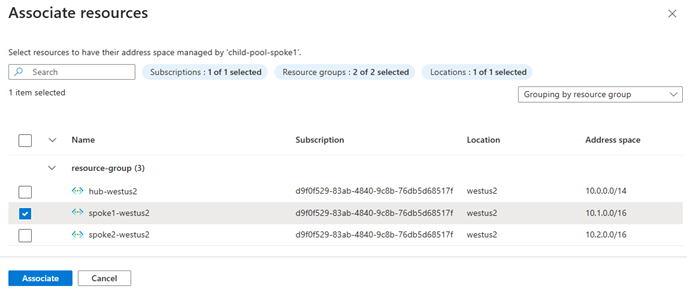 Associate resources
Select resources to have their address space managed by 'child-pool-spoke1'.
Search Subscriptions : 1 of 1 selected Resource groups : 2 of 2 selected Locations : 1 of 1 selected
1 item selected Grouping by resource group
Name Subscription Location Address space
resource-group (3)
hub-westus2 d9f0f529-83ab-4840-9c8b-76db5d68517f westus2 10.0.0.0/14
spoke1-westus2 d9f0f529-83ab-4840-9c8b-76db5d68517f westus2 10.1.0.0/16
spoke2-westus2 d9f0f529-83ab-4840-9c8b-76db5d68517f westus2 10.2.0.0/16
Associate Cancel